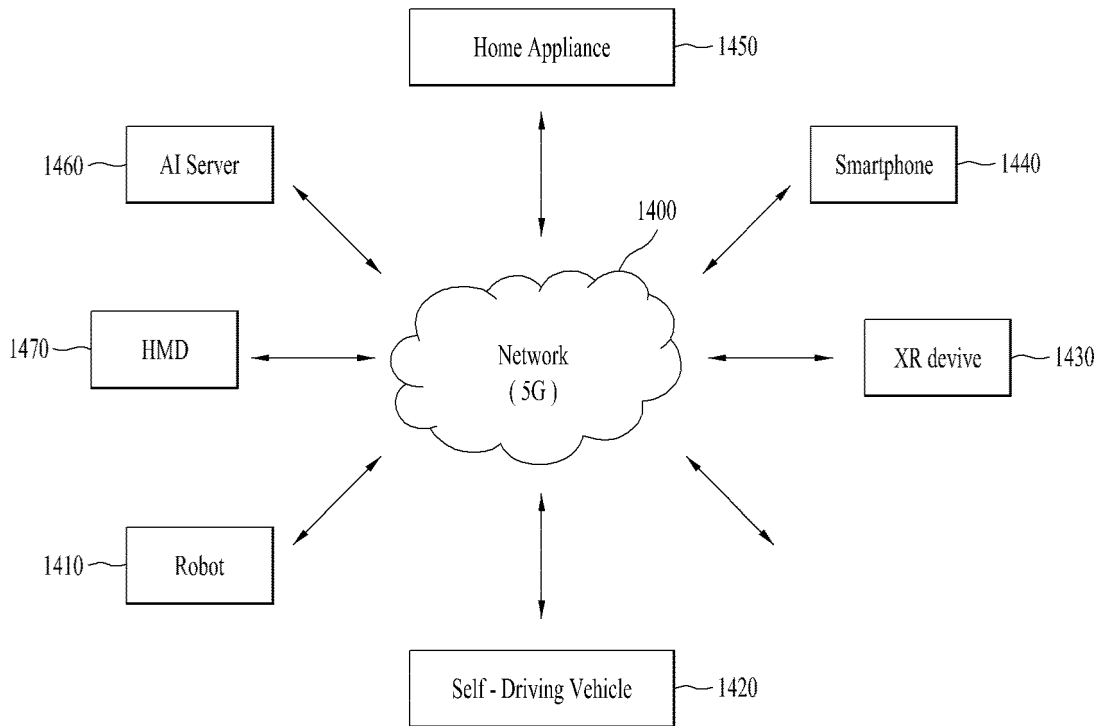 Home Appliance
1450
AI Server
1460
Smartphone
1440
1400
HMD
1470
Network
( 5G )
XR devive
1430
Robot
1410
Self - Driving Vehicle
1420